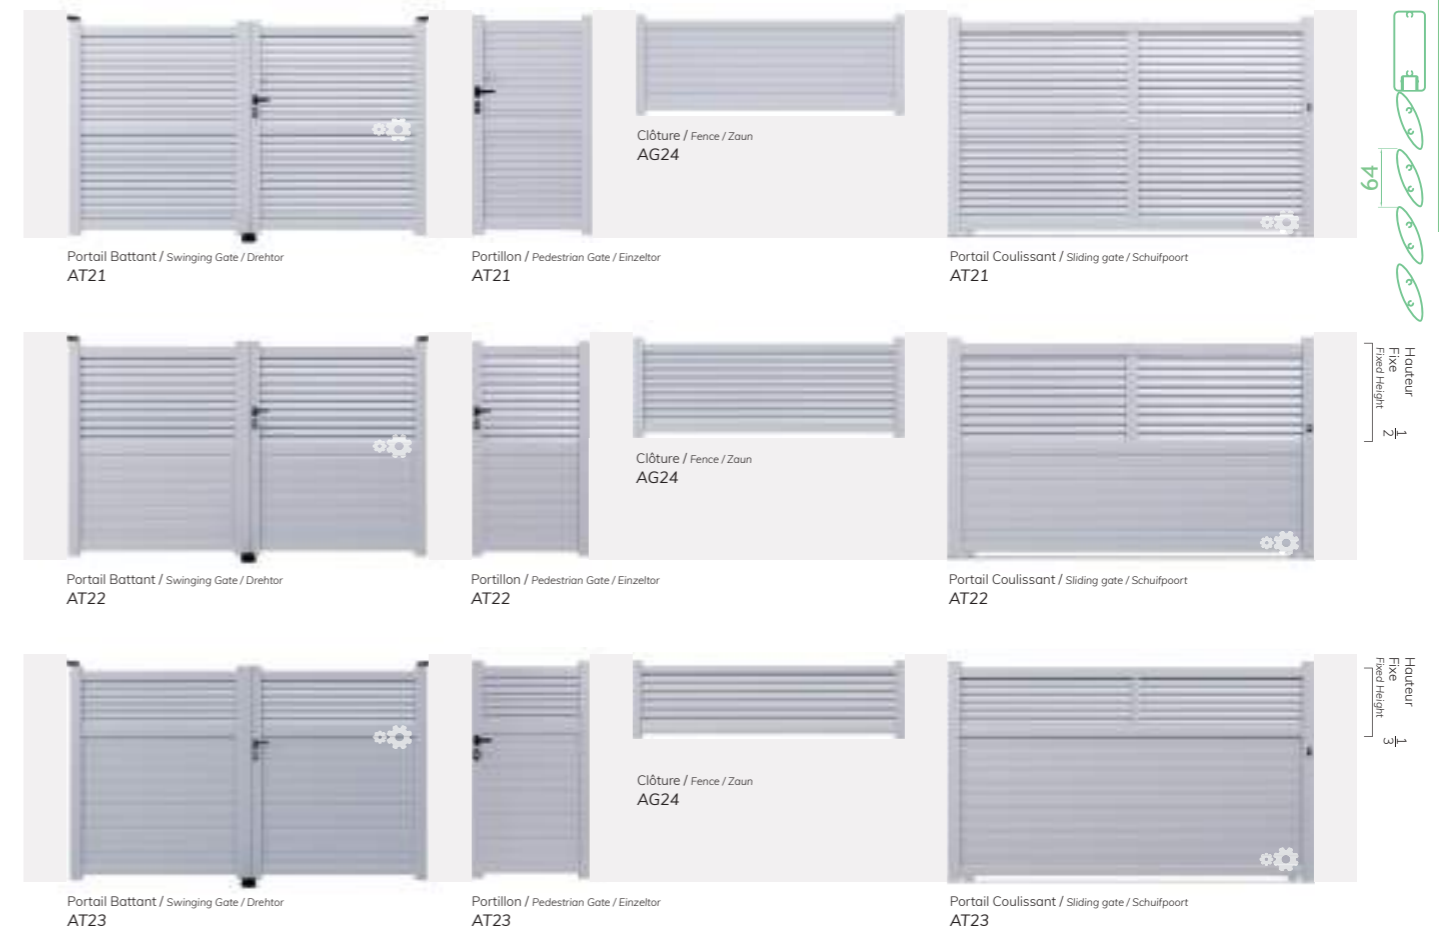 Clôture / Fence / Zaun
AG24
64
Portail Battant / Swinging Gate / Drehtor
AT21
Portillon / Pedestrian Gate / Einzeltor
AT21
Portail Coulissant / Sliding gate / Schuifpoort
AT21
Hauteur
Fixe
Fixed Height
1
2
Clôture / Fence / Zaun
AG24
Portail Battant / Swinging Gate / Drehtor
AT22
Portillon / Pedestrian Gate / Einzeltor
AT22
Portail Coulissant / Sliding gate / Schuifpoort
AT22
Hauteur
Fixe
Fixed Height
1
3
Clôture / Fence / Zaun
AG24
Portail Battant / Swinging Gate / Drehtor
AT23
Portillon / Pedestrian Gate / Einzeltor
AT23
Portail Coulissant / Sliding gate / Schuifpoort
AT23